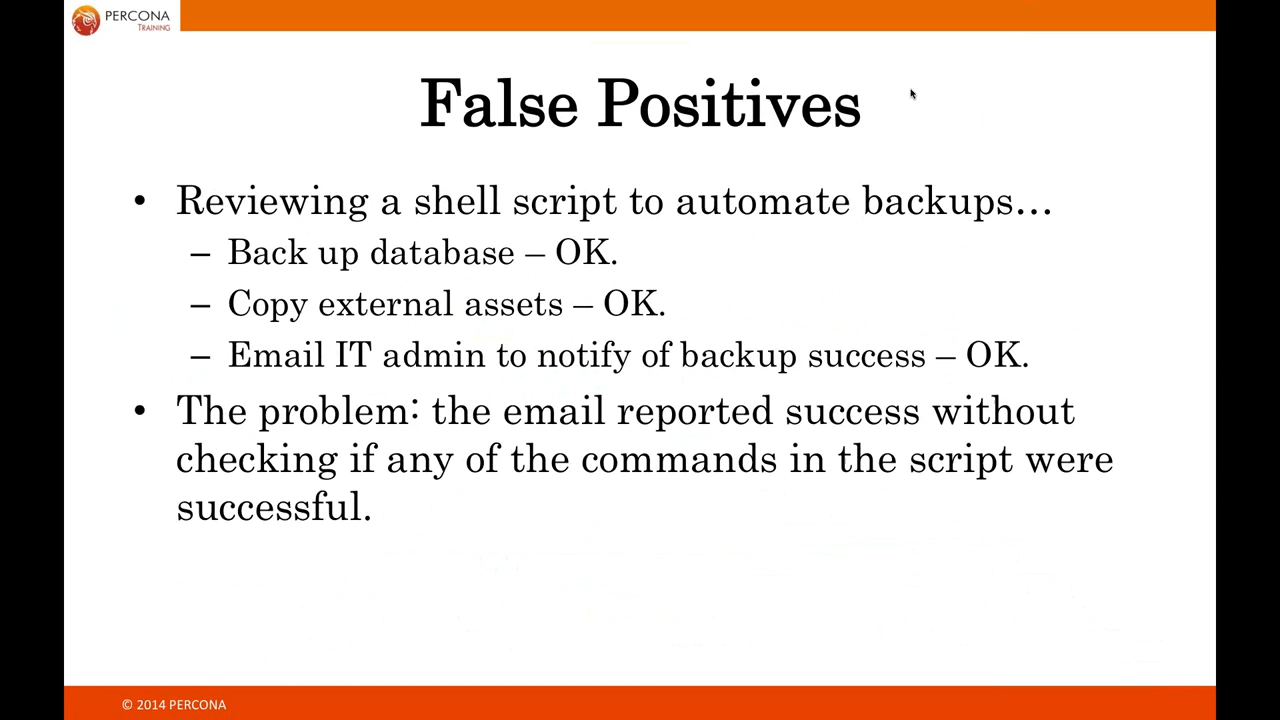 PERCONA
TRAINING
False Positives
• Reviewing a shell script to automate backups…
– Back up database – OK.
– Copy external assets – OK.
– Email IT admin to notify of backup success – OK.
• The problem: the email reported success without
checking if any of the commands in the script were
successful.
© 2014 PERCONA